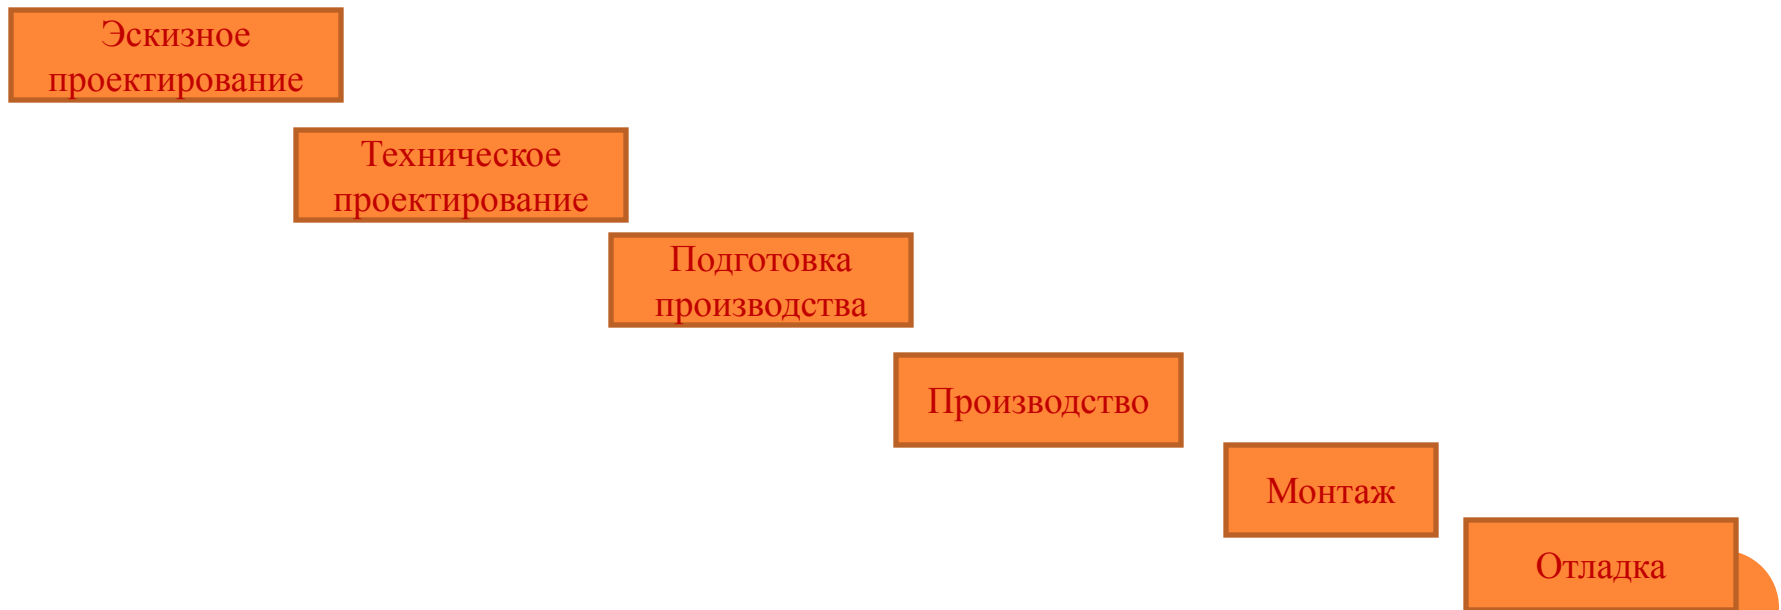 Эскизное
проектирование
Техническое
проектирование
Подготовка
производства
Производство
Монтаж
Отладка